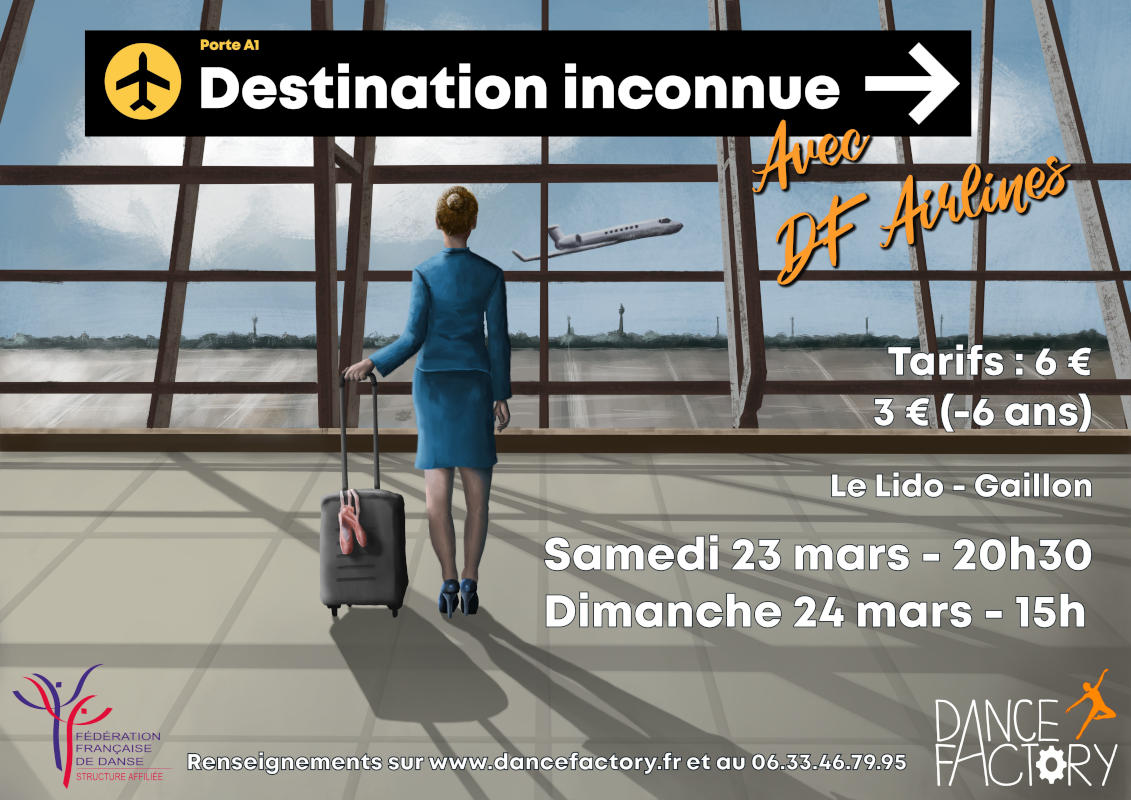 Porte A1
Destination inconnue
Avec
DF Airlines
Tarifs : 6 €
3 € (-6 ans)
Le Lido - Gaillon
Samedi 23 mars - 20h30
Dimanche 24 mars - 15h
FÉDÉRATION
FRANÇAISE
DE DANSE
STRUCTURE AFFILIÉE
Renseignements sur www.dancefactory.fr et au 06.33.46.79.95
DANCE
FACTORY